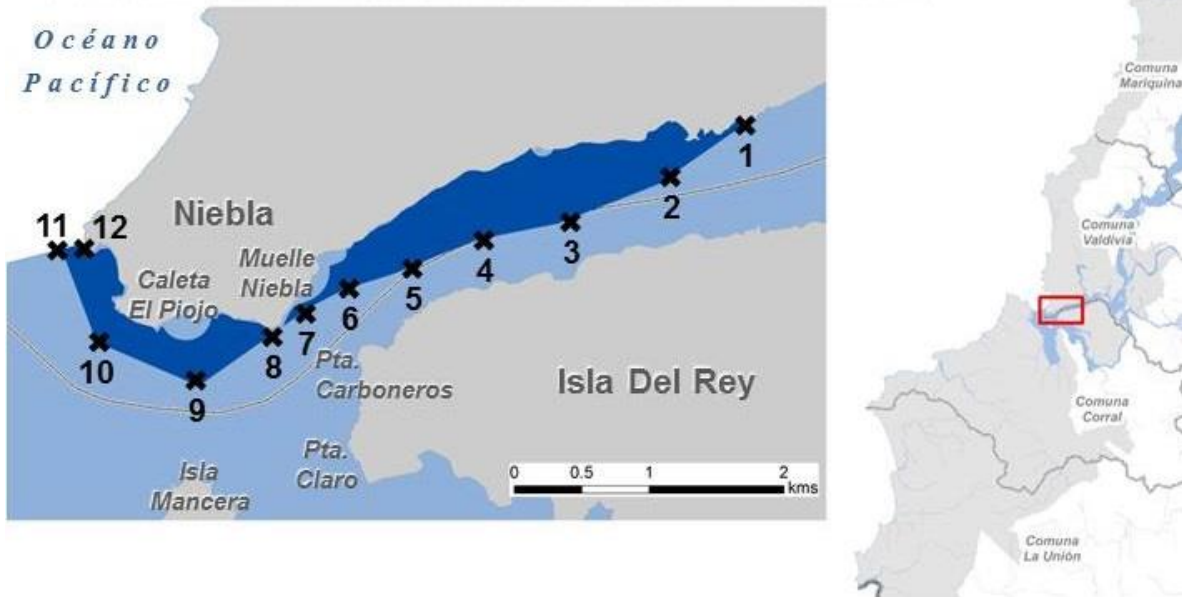 Océano
Pacífico
Niebla
Caleta
El Piojo
Muelle
Niebla
Pta.
Carboneros
Pta.
Claro
Isla
Mancera
Isla Del Rey
1
2
3
4
5
6
7
8
9
10
11
12
0 0.5 1 2
kms
Comuna
Mariquina
Comuna
Valdivia
Comuna
Corral
Comuna
La Unión